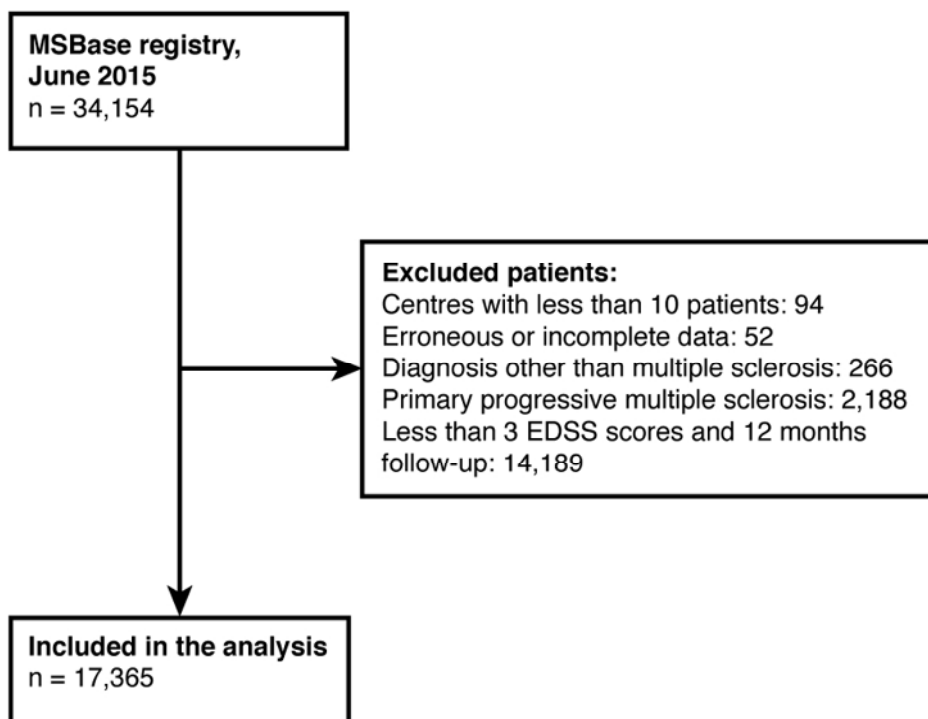 MSBase registry,
June 2015
n = 34,154
Excluded patients:
Centres with less than 10 patients: 94
Erroneous or incomplete data: 52
Diagnosis other than multiple sclerosis: 266
Primary progressive multiple sclerosis: 2,188
Less than 3 EDSS scores and 12 months
follow-up: 14,189
Included in the analysis
n = 17,365